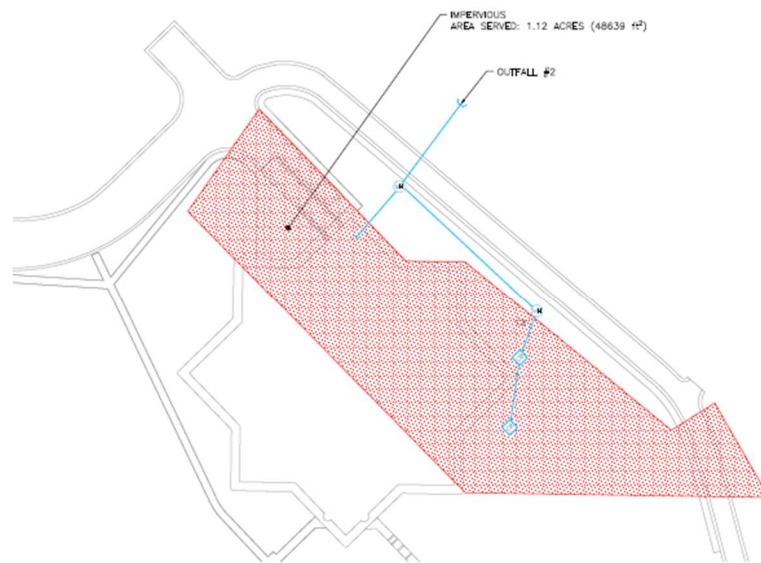 IMPERVIOUS
AREA SERVED: 1.12 ACRES (48639 ft²)
OUTFALL #2